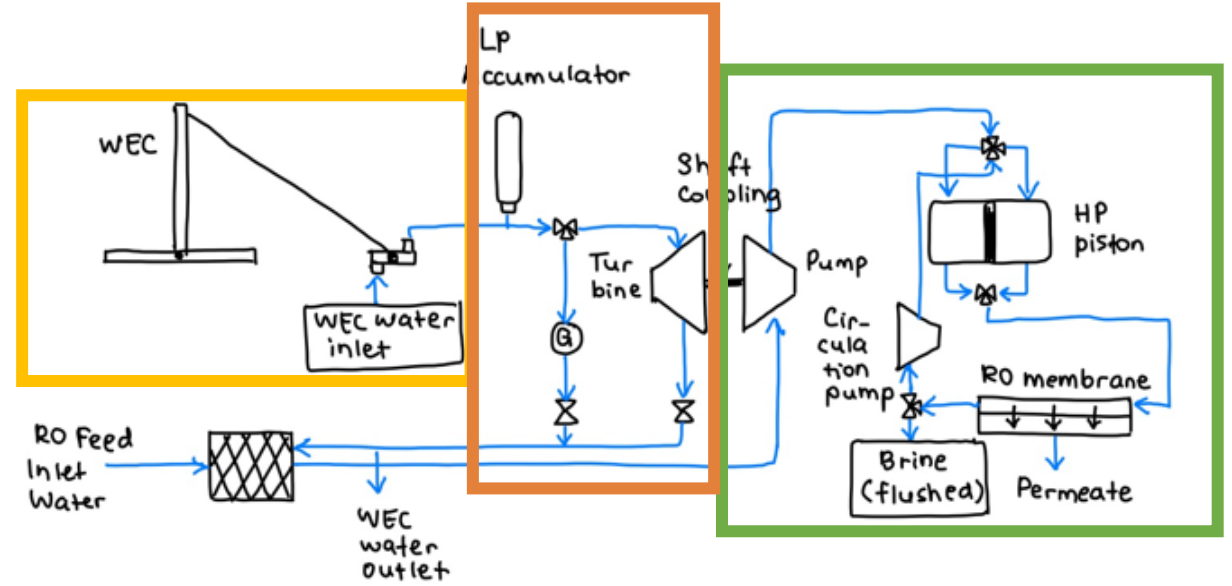 WEC
WEC water
inlet
LP
Accumulator
Shaft
coupling
Tur
bine
G
Pump
HP
piston
Cir-
cula
tion
pump
RO membrane
Brine
(flushed)
Permeate
RO Feed
Inlet
Water
WEC
water
outlet